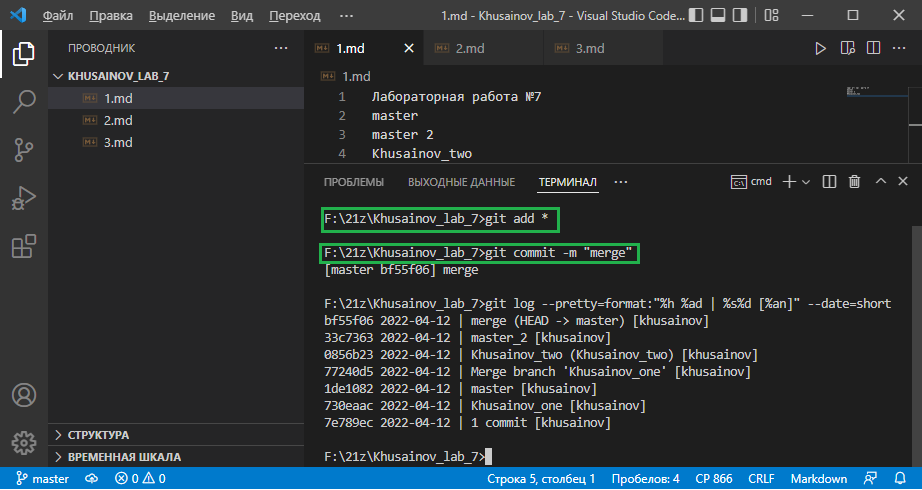 Файл Правка Выделение Вид Переход ··· 1.md - Khusainov_lab_7 - Visual Studio Code...
ПРОВОДНИК ···
KHUSAINOV_LAB_7
1.md
2.md
3.md
СТРУКТУРА
ВРЕМЕННАЯ ШКАЛА
1.md 2.md 3.md ···
1.md
1 Лабораторная работа №7
2 master
3 master 2
4 Khusainov_two
ПРОБЛЕМЫ ВЫХОДНЫЕ ДАННЫЕ ТЕРМИНАЛ ··· cmd
F:\21z\Khusainov_lab_7>git add *
F:\21z\Khusainov_lab_7>git commit -m "merge"
[master bf55f06] merge
F:\21z\Khusainov_lab_7>git log --pretty=format:"%h %ad | %s%d [%an]" --date=short
bf55f06 2022-04-12 | merge (HEAD -> master) [khusainov]
33c7363 2022-04-12 | master_2 [khusainov]
0856b23 2022-04-12 | Khusainov_two (Khusainov_two) [khusainov]
77240d5 2022-04-12 | Merge branch 'Khusainov_one' [khusainov]
1de1082 2022-04-12 | master [khusainov]
730eaac 2022-04-12 | Khusainov_one [khusainov]
7e789ec 2022-04-12 | 1 commit [khusainov]
F:\21z\Khusainov_lab_7>
master 0 0 Строка 5, столбец 1 Пробелов: 4 CP 866 CRLF Markdown